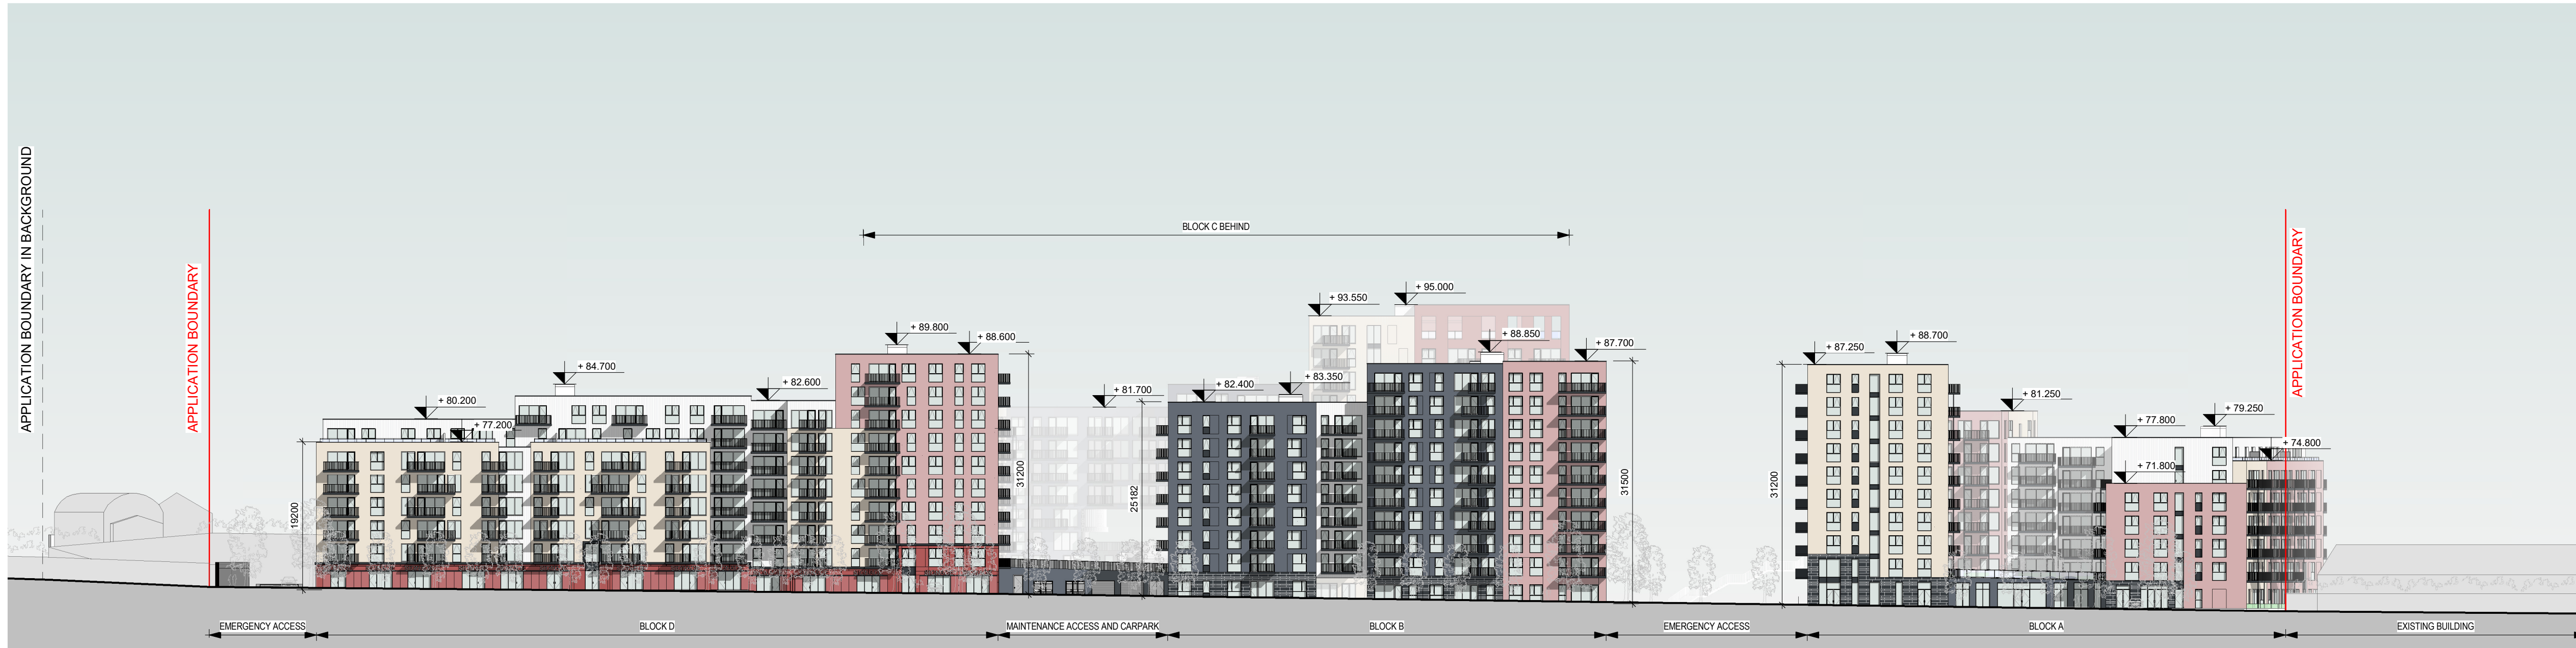 APPLICATION BOUNDARY IN BACKGROUND
APPLICATION BOUNDARY
BLOCK C BEHIND
APPLICATION BOUNDARY
+ 95.000
+ 93.550
+ 89.800
+ 88.600
+ 88.850
+ 87.700
+ 87.250
+ 88.700
+ 84.700
+ 82.600
+ 81.700
+ 82.400
+ 83.350
+ 81.250
+ 80.200
+ 77.200
+ 77.800
+ 79.250
+ 74.800
+ 71.800
19200
31200
25182
31500
31200
EMERGENCY ACCESS
BLOCK D
MAINTENANCE ACCESS AND CARPARK
BLOCK B
EMERGENCY ACCESS
BLOCK A
EXISTING BUILDING